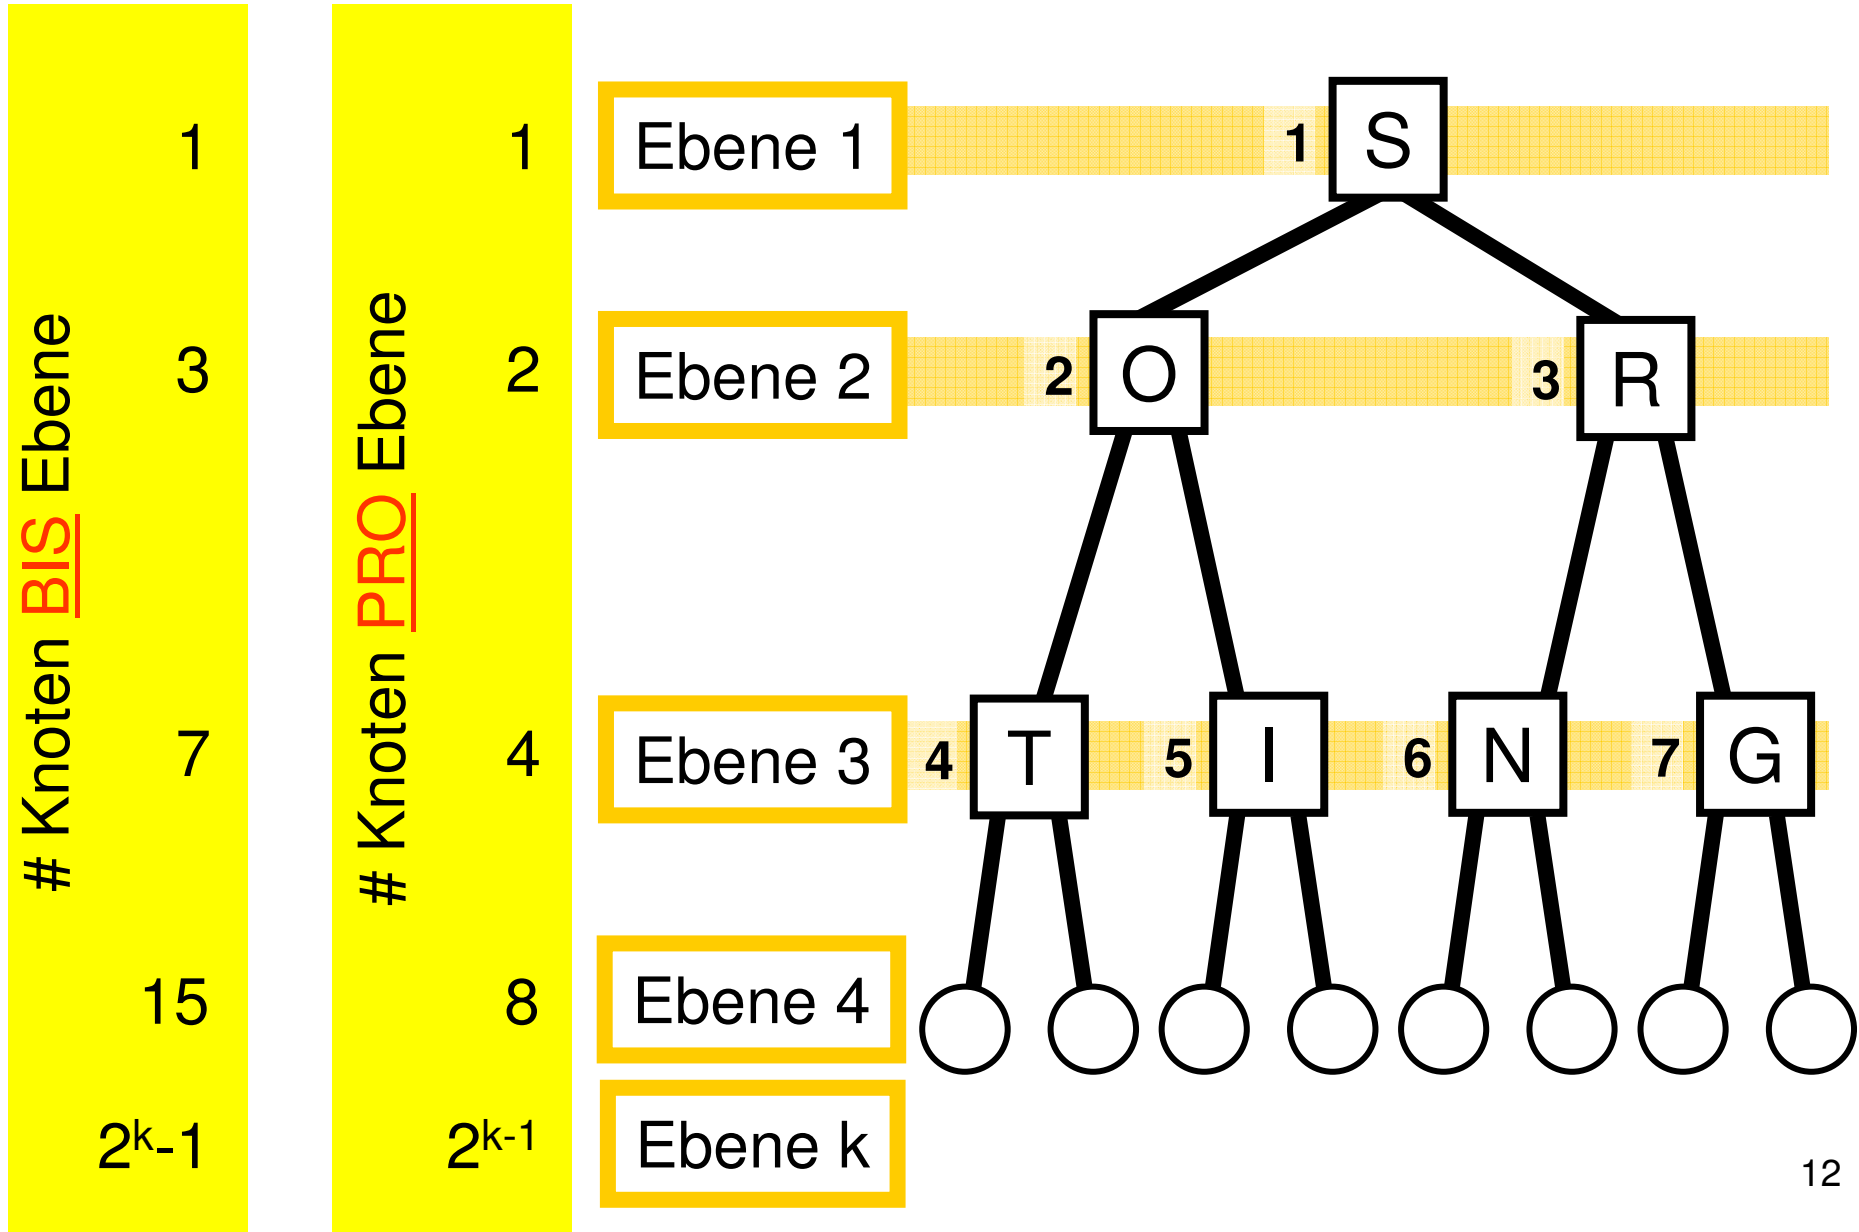 # Knoten BIS Ebene
# Knoten PRO Ebene
1 1 Ebene 1 1 S
3 2 Ebene 2 2 O 3 R
7 4 Ebene 3 4 T 5 I 6 N 7 G
15 8 Ebene 4
2ᵏ-1 2ᵏ⁻¹ Ebene k
12